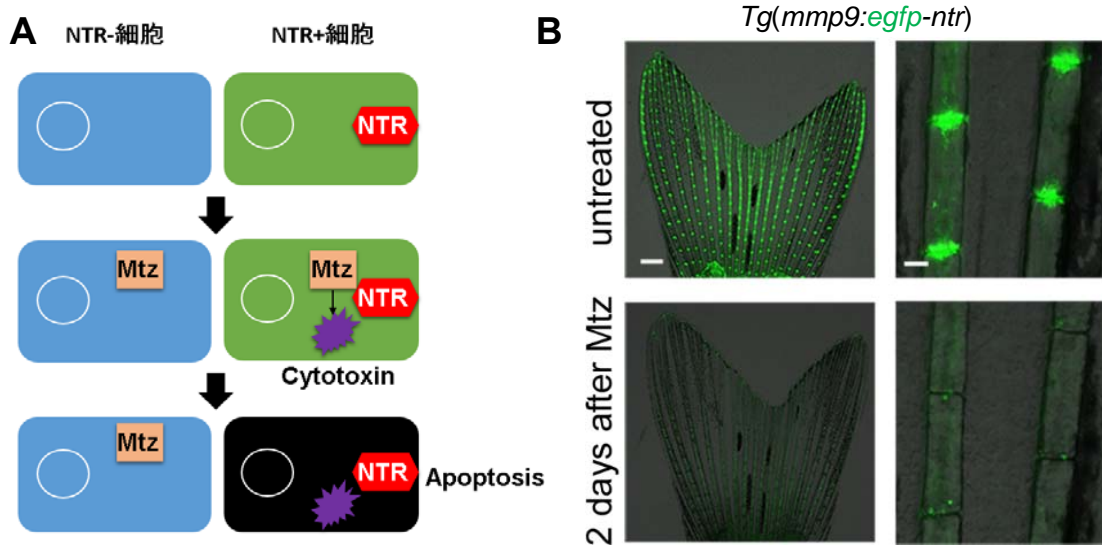 A
NTR-細胞
NTR+細胞
NTR
Mtz
Mtz
NTR
Cytotoxin
Mtz
NTR
Apoptosis
B
Tg(mmp9:egfp-ntr)
untreated
2 days after Mtz